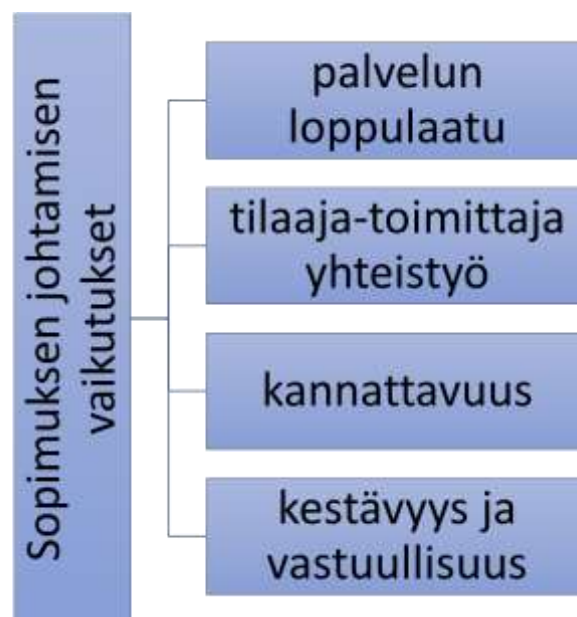 Sopimuksen johtamisen
vaikutukset
palvelun
loppulaatu
tilaaja-toimittaja
yhteistyö
kannattavuus
kestävyys ja
vastuullisuus